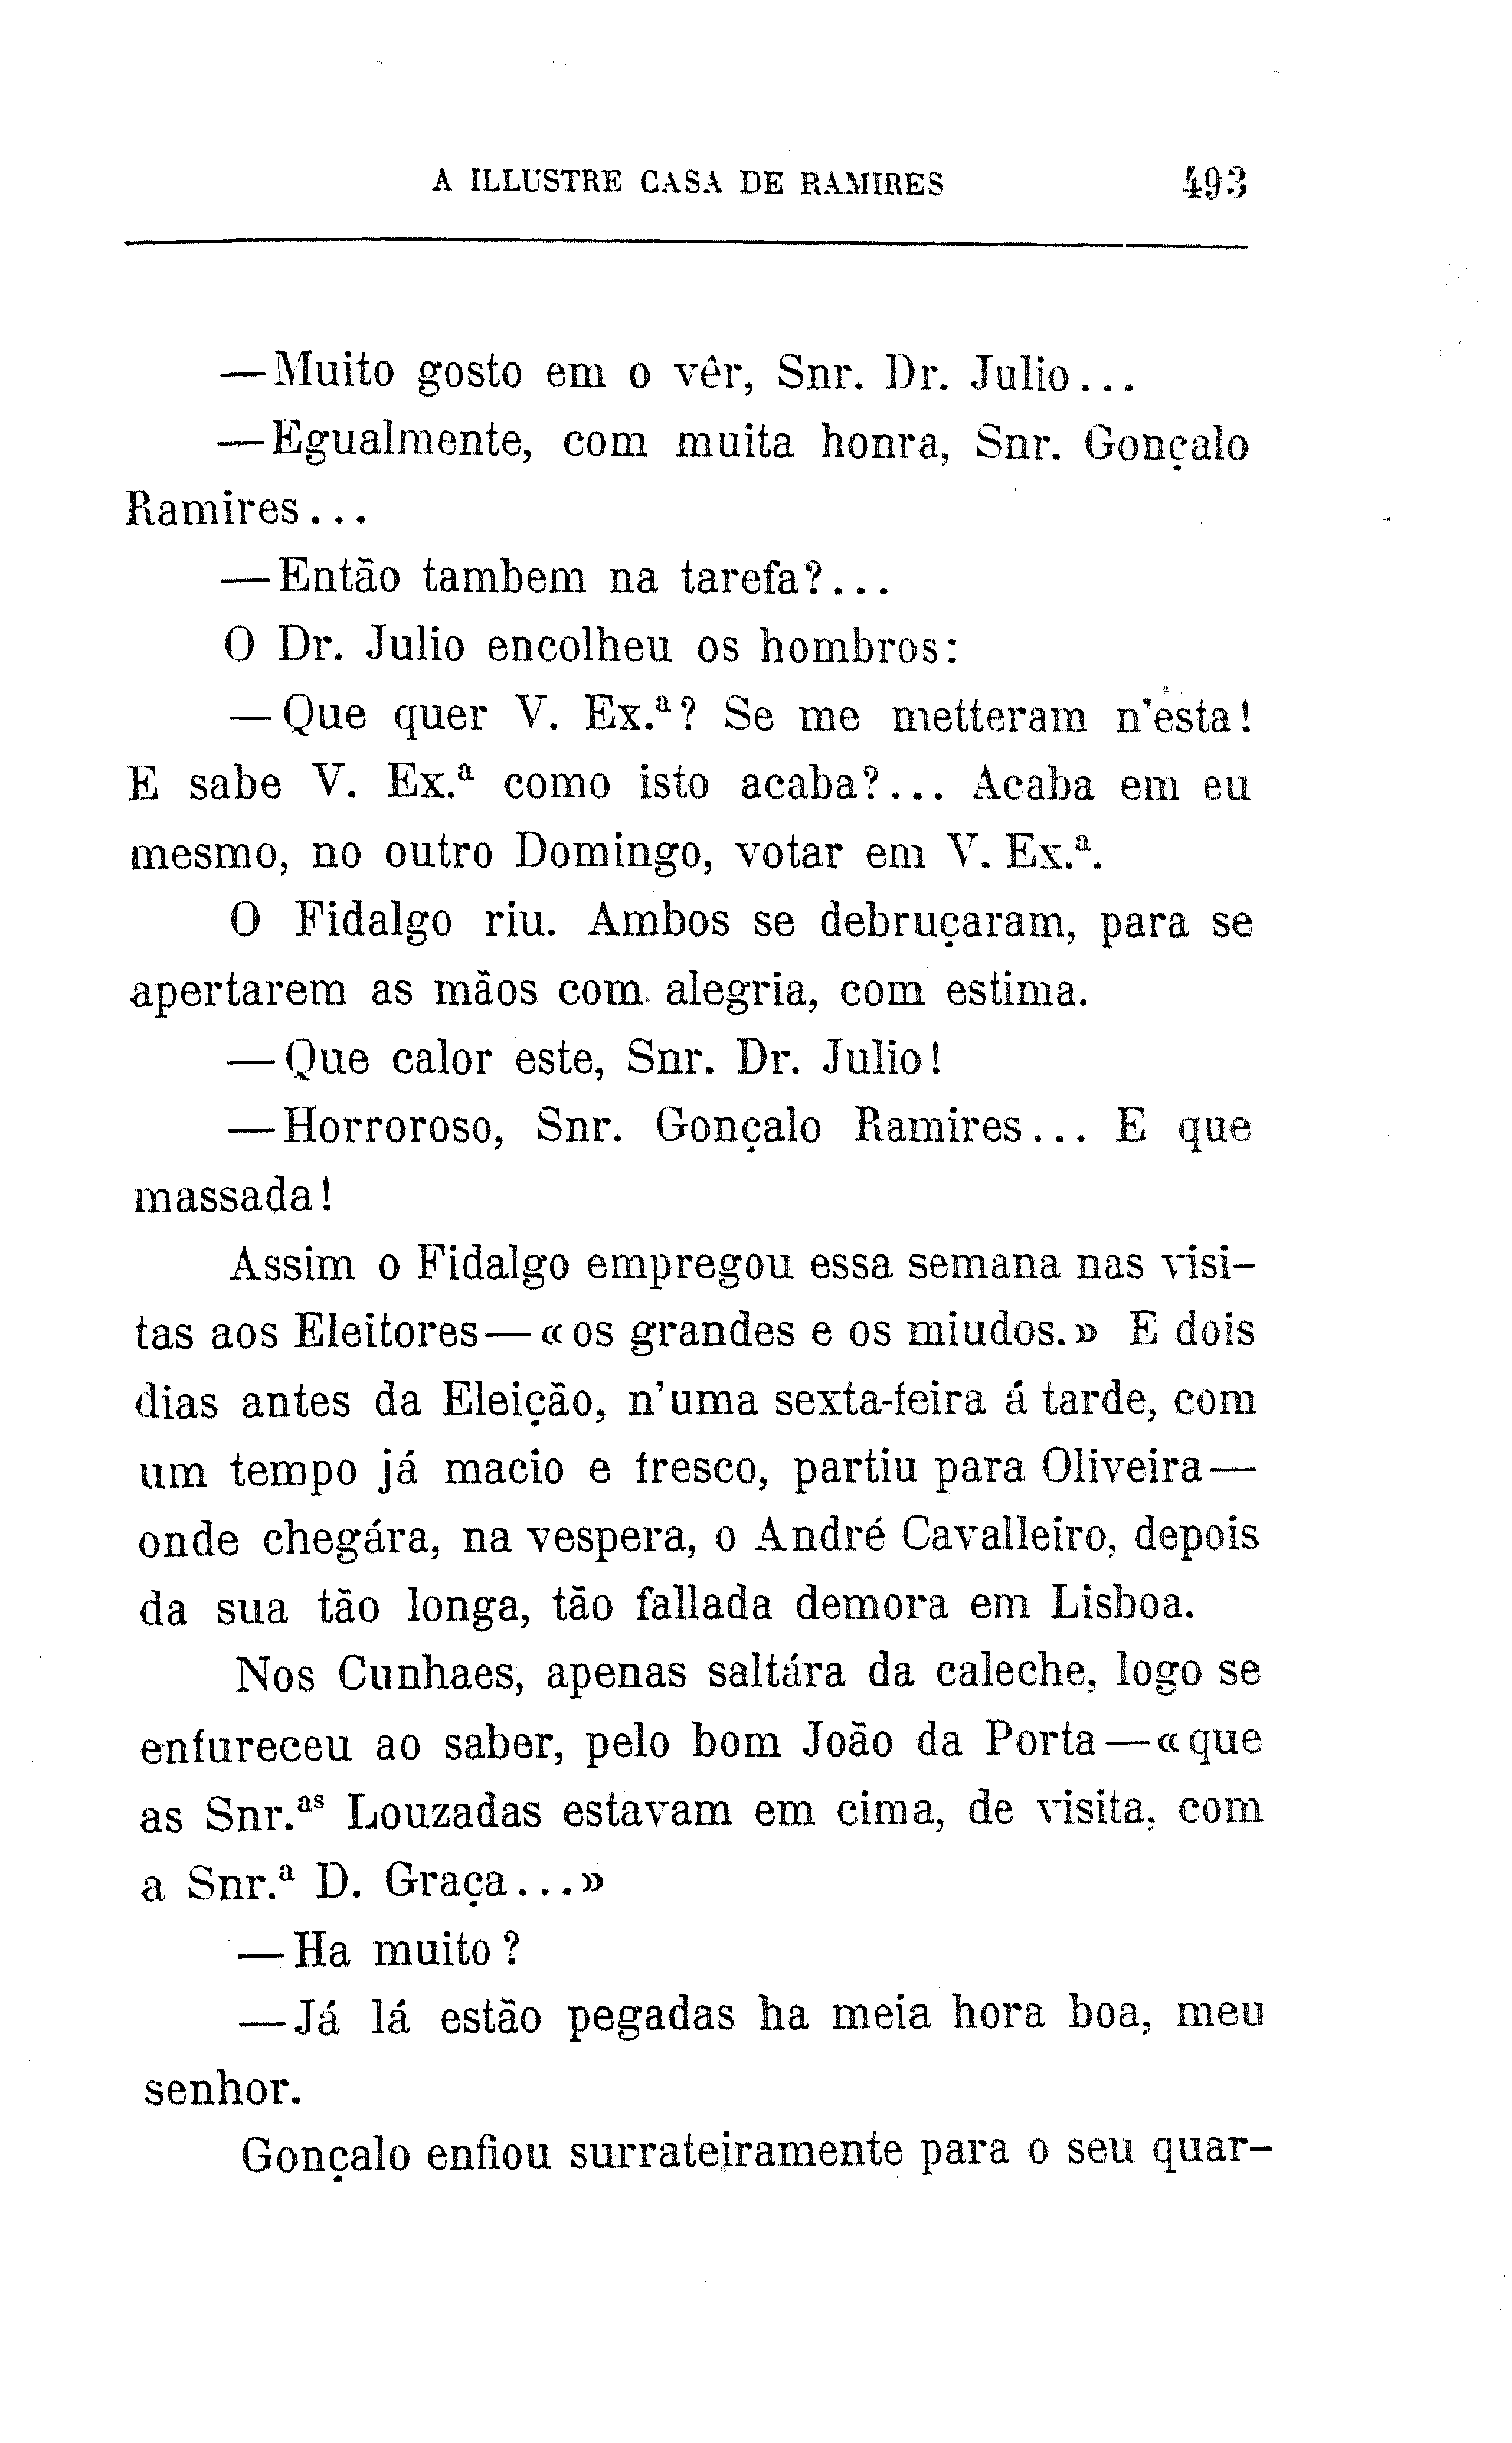 A ILLUSTRE CASA DE RAMIRES 493
—Muito gosto em o vêr, Snr. Dr. Julio...
—Egualmente, com muita honra, Snr. Gonçalo
Ramires...
—Então tambem na tarefa?...
O Dr. Julio encolheu os hombros:
—Que quer V. Ex.ª? Se me metteram n'esta!
E sabe V. Ex.ª como isto acaba?... Acaba em eu
mesmo, no outro Domingo, votar em V. Ex.ª.
O Fidalgo riu. Ambos se debruçaram, para se
apertarem as mãos com alegria, com estima.
—Que calor este, Snr. Dr. Julio!
—Horroroso, Snr. Gonçalo Ramires... E que
massada!
Assim o Fidalgo empregou essa semana nas visi-
tas aos Eleitores—«os grandes e os miudos.» E dois
dias antes da Eleição, n'uma sexta-feira á tarde, com
um tempo já macio e fresco, partiu para Oliveira—
onde chegára, na vespera, o André Cavalleiro, depois
da sua tão longa, tão fallada demora em Lisboa.
Nos Cunhaes, apenas saltára da caleche, logo se
enfureceu ao saber, pelo bom João da Porta—«que
as Snr.as Louzadas estavam em cima, de visita, com
a Snr.ª D. Graça...»
—Ha muito?
—Já lá estão pegadas ha meia hora boa, meu
senhor.
Gonçalo enfiou surrateiramente para o seu quar-